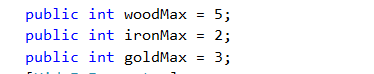 public int woodMax = 5;
public int ironMax = 2;
public int goldMax = 3;